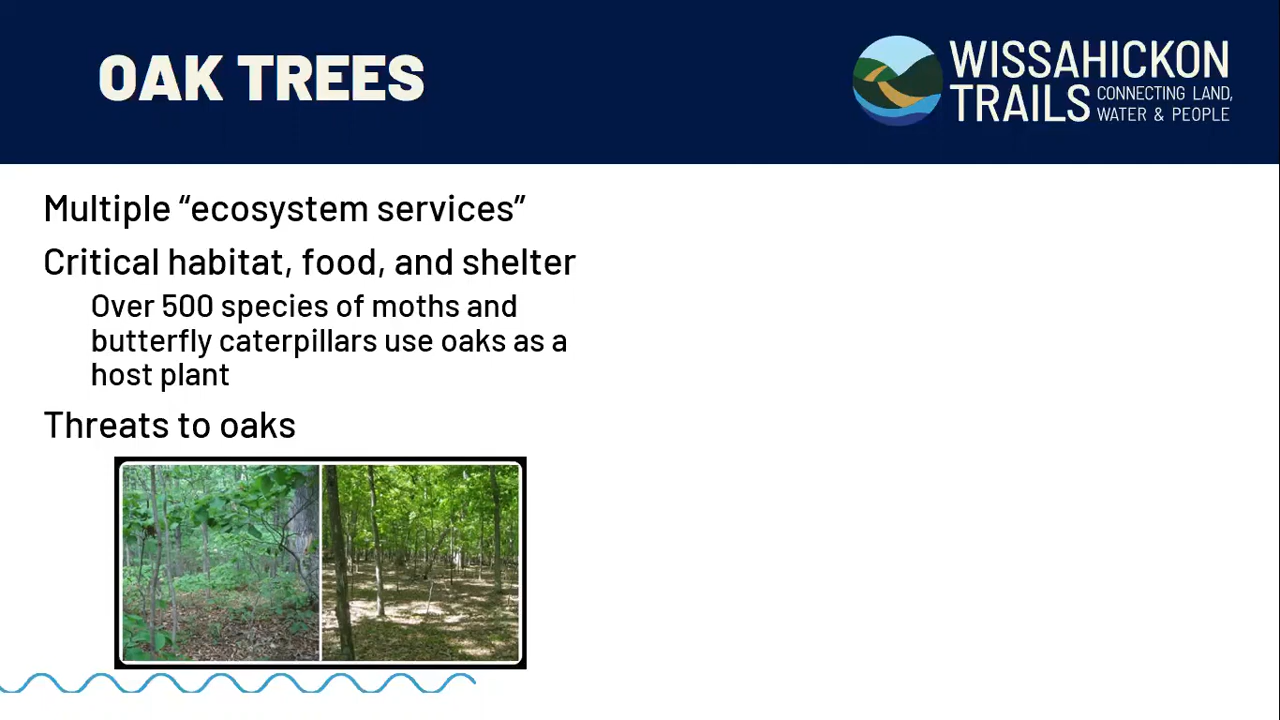 OAK TREES
WISSAHICKON
TRAILS CONNECTING LAND,
WATER & PEOPLE
Multiple “ecosystem services”
Critical habitat, food, and shelter
Over 500 species of moths and
butterfly caterpillars use oaks as a
host plant
Threats to oaks